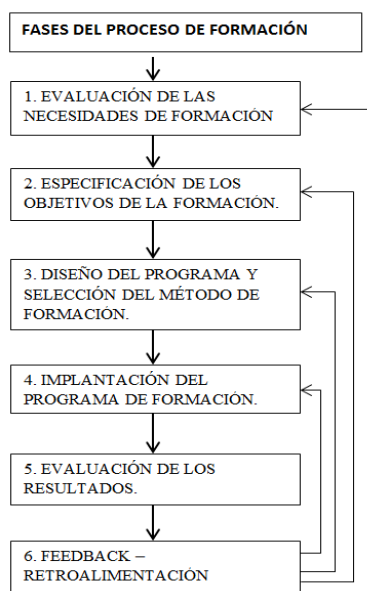 FASES DEL PROCESO DE FORMACIÓN
1. EVALUACIÓN DE LAS
NECESIDADES DE FORMACIÓN
2. ESPECIFICACIÓN DE LOS
OBJETIVOS DE LA FORMACIÓN.
3. DISEÑO DEL PROGRAMA Y
SELECCIÓN DEL MÉTODO DE
FORMACIÓN.
4. IMPLANTACIÓN DEL
PROGRAMA DE FORMACIÓN.
5. EVALUACIÓN DE LOS
RESULTADOS.
6. FEEDBACK –
RETROALIMENTACIÓN